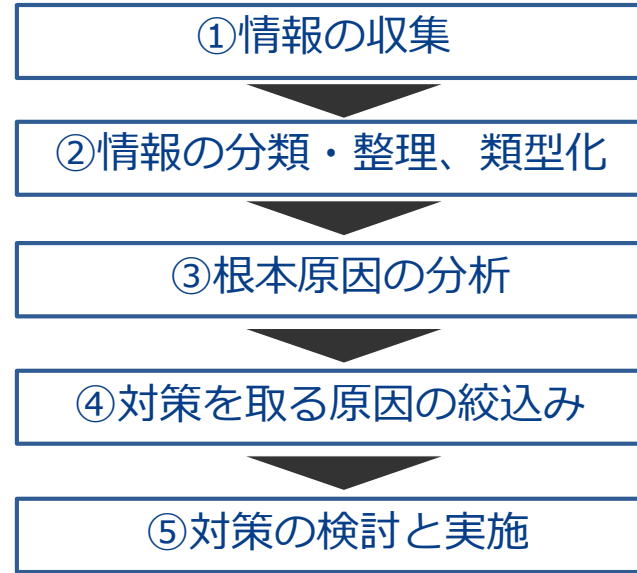 ①情報の収集
②情報の分類・整理、類型化
③根本原因の分析
④対策を取る原因の絞込み
⑤対策の検討と実施